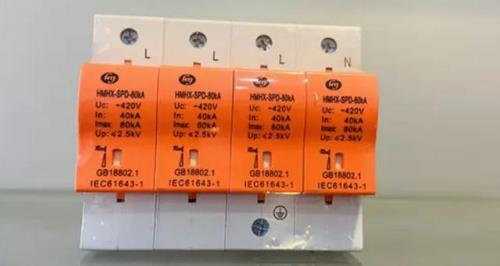 L L L N
HMHX-SPD-80kA HMHX-SPD-80kA HMHX-SPD-80kA HMHX-SPD-80kA
Uc: ~420V Uc: ~420V Uc: ~420V Uc: ~420V
In: 40kA In: 40kA In: 40kA In: 40kA
Imax: 80kA Imax: 80kA Imax: 80kA Imax: 80kA
Up: ≤2.5kV Up: ≤2.5kV Up: ≤2.5kV Up: ≤2.5kV
GB18802.1 GB18802.1 GB18802.1 GB18802.1
IEC61643-1 IEC61643-1 IEC61643-1 IEC61643-1